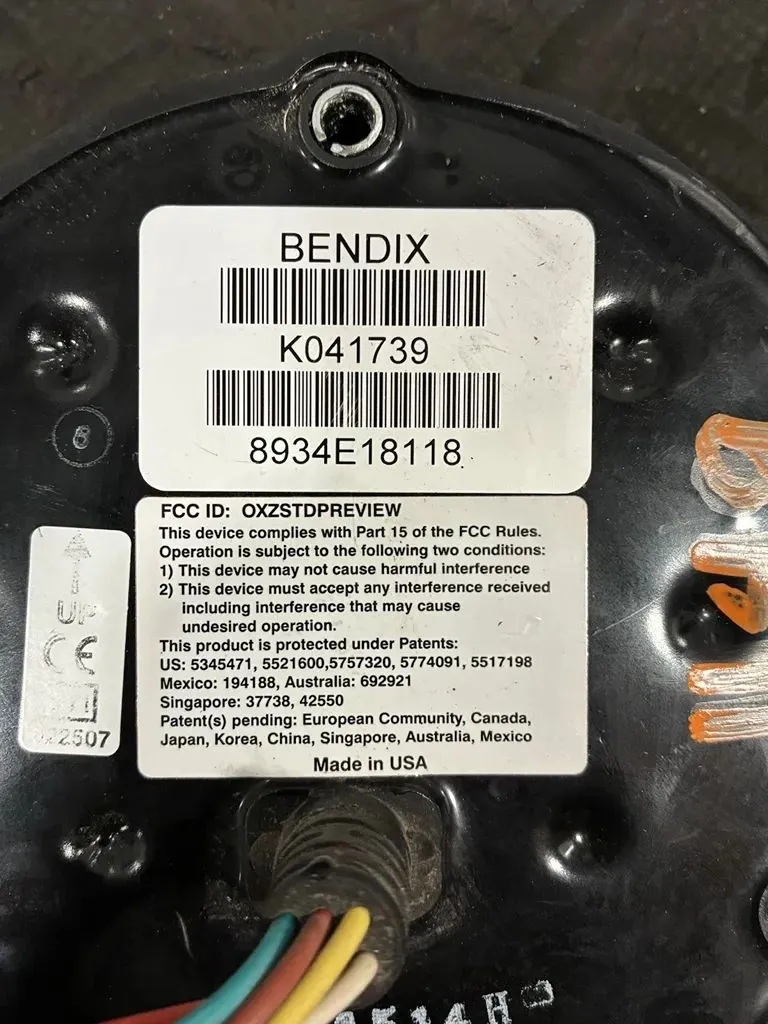 BENDIX
K041739
8934E18118
FCC ID: OXZSTDPREVIEW
This device complies with Part 15 of the FCC Rules.
Operation is subject to the following two conditions:
1) This device may not cause harmful interference
2) This device must accept any interference received
including interference that may cause
undesired operation.
This product is protected under Patents:
US: 5345471, 5521600,5757320, 5774091, 5517198
Mexico: 194188, Australia: 692921
Singapore: 37738, 42550
Patent(s) pending: European Community, Canada,
Japan, Korea, China, Singapore, Australia, Mexico
Made in USA
UP
CE
8